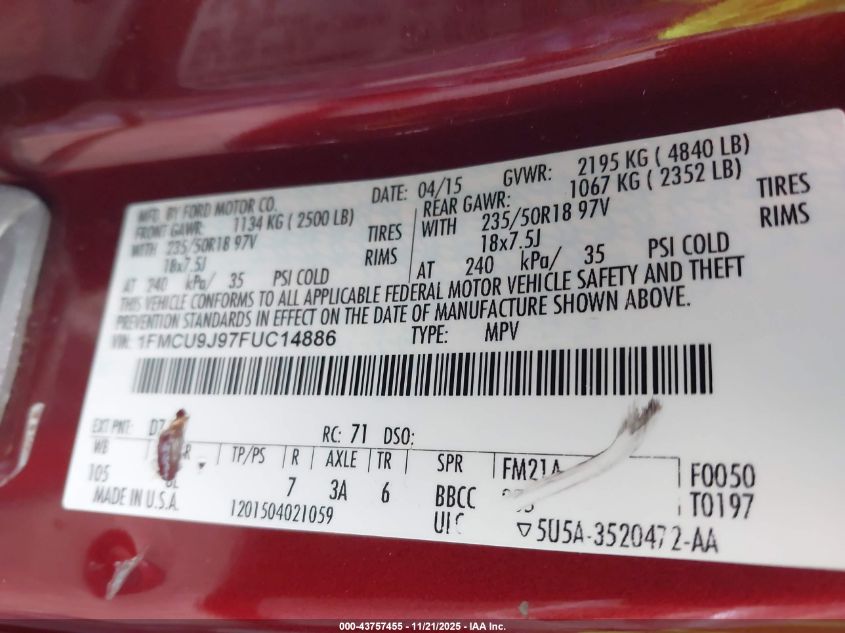 MFD. BY FORD MOTOR CO.
DATE: 04/15 GVWR: 2195 KG ( 4840 LB)
FRONT GAWR: 1134 KG ( 2500 LB)
REAR GAWR: 1067 KG ( 2352 LB)
WITH 235/50R18 97V TIRES
WITH 235/50R18 97V TIRES
18x7.5J RIMS
18x7.5J RIMS
AT 240 kPa/ 35 PSI COLD
AT 240 kPa/ 35 PSI COLD
THIS VEHICLE CONFORMS TO ALL APPLICABLE FEDERAL MOTOR VEHICLE SAFETY AND THEFT
PREVENTION STANDARDS IN EFFECT ON THE DATE OF MANUFACTURE SHOWN ABOVE.
VIN: 1FMCU9J97FUC14886 TYPE: MPV
EXT PNT:
RC: 71 DSO:
WB TP/PS R AXLE TR SPR FM21A F0050
105 7 3A 6 BBCC T0197
MADE IN U.S.A.
1201504021059
▽5U5A-3520472-AA
000-43757455 - 11/21/2025 - IAA Inc.